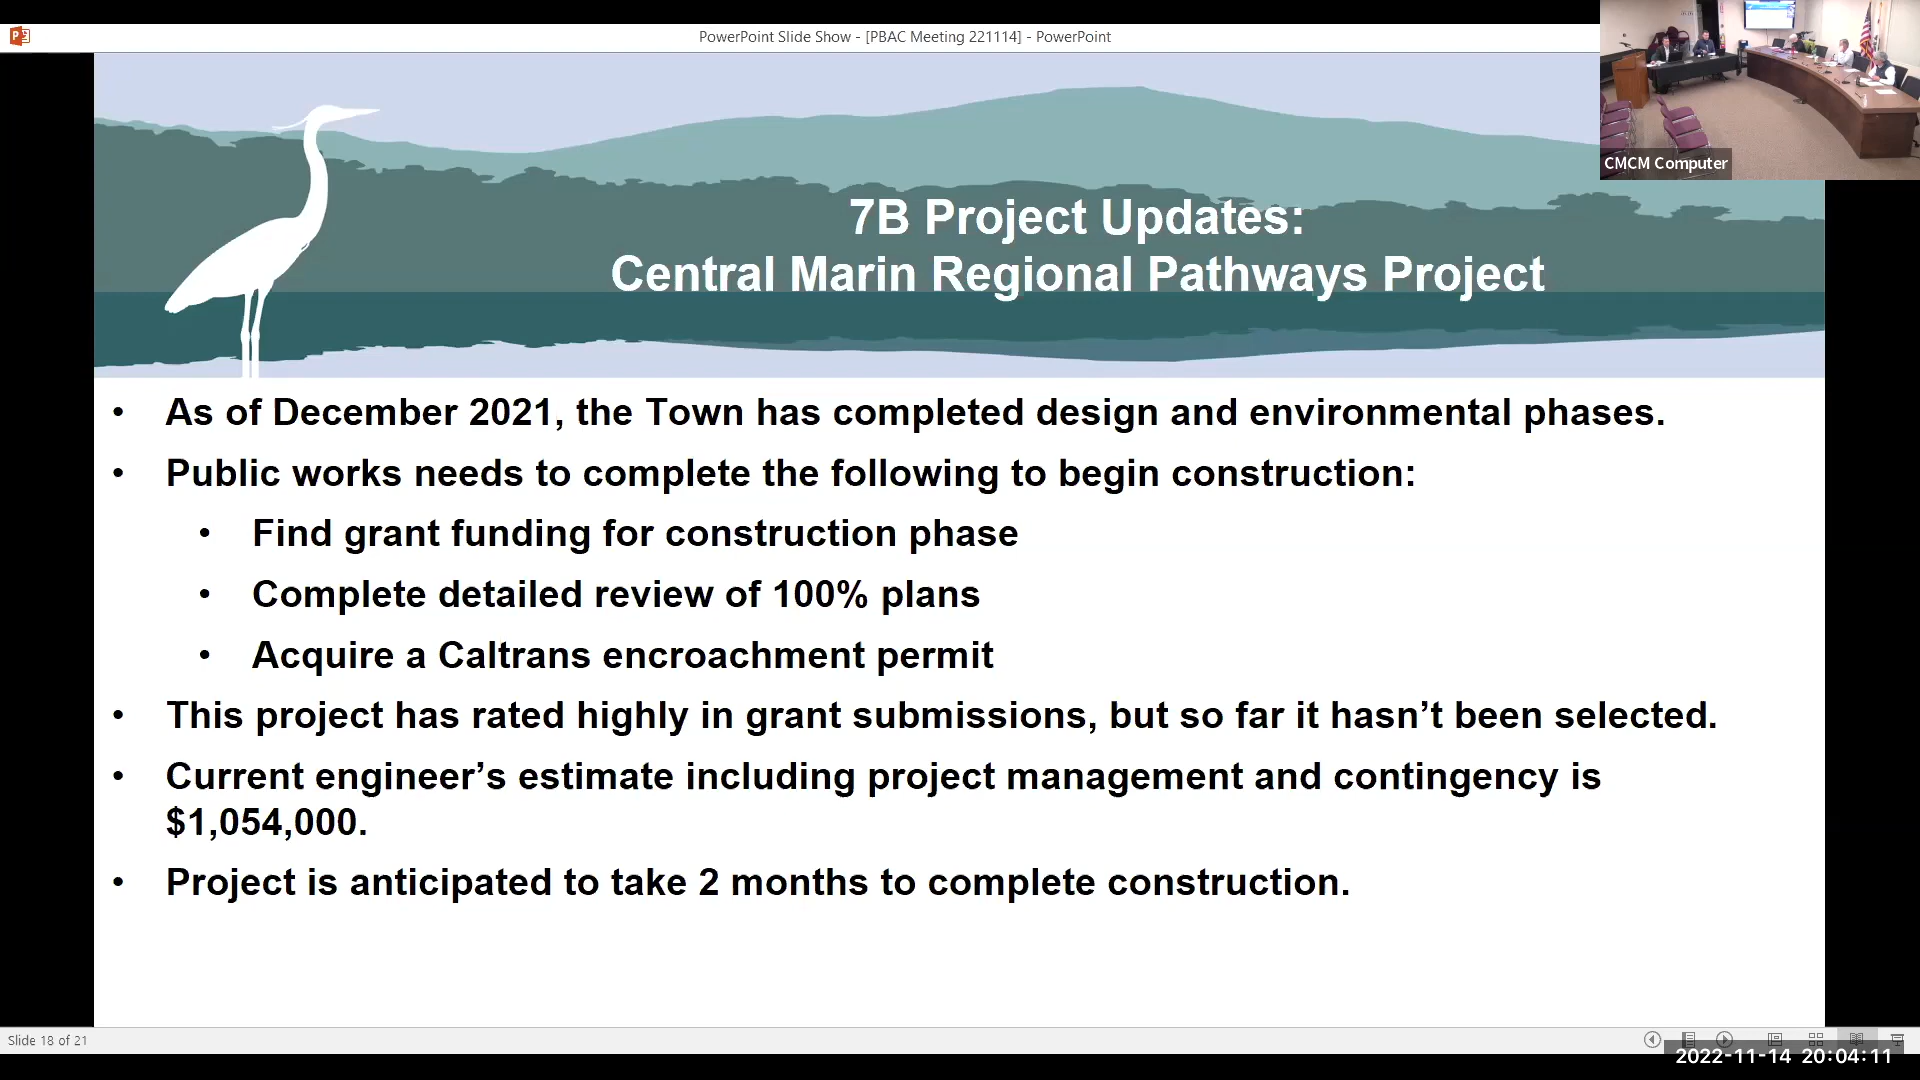 PowerPoint Slide Show - [PBAC Meeting 221114] - PowerPoint
CMCM Computer
7B Project Updates:
Central Marin Regional Pathways Project
• As of December 2021, the Town has completed design and environmental phases.
• Public works needs to complete the following to begin construction:
• Find grant funding for construction phase
• Complete detailed review of 100% plans
• Acquire a Caltrans encroachment permit
• This project has rated highly in grant submissions, but so far it hasn’t been selected.
• Current engineer’s estimate including project management and contingency is
$1,054,000.
• Project is anticipated to take 2 months to complete construction.
Slide 18 of 21
2022-11-14 20:04:11